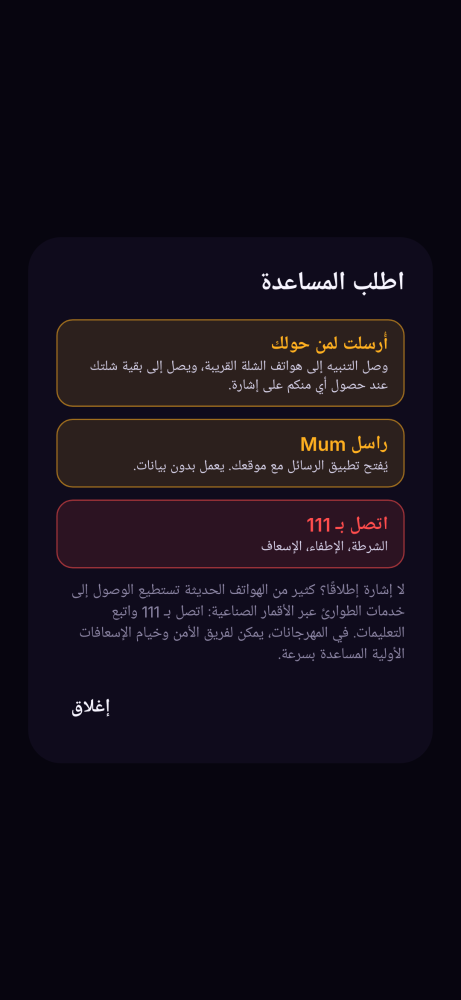 اطلب المساعدة
أُرسلت لمن حولك
وصل التنبيه إلى هواتف الشلة القريبة، ويصل إلى بقية شلتك
عند حصول أي منكم على إشارة.
راسل Mum
يُفتح تطبيق الرسائل مع موقعك. يعمل بدون بيانات.
اتصل بـ 111
الشرطة، الإطفاء، الإسعاف
لا إشارة إطلاقًا؟ كثير من الهواتف الحديثة تستطيع الوصول إلى
خدمات الطوارئ عبر الأقمار الصناعية: اتصل بـ 111 واتبع
التعليمات. في المهرجانات، يمكن لفريق الأمن وخيام الإسعافات
الأولية المساعدة بسرعة.
إغلاق